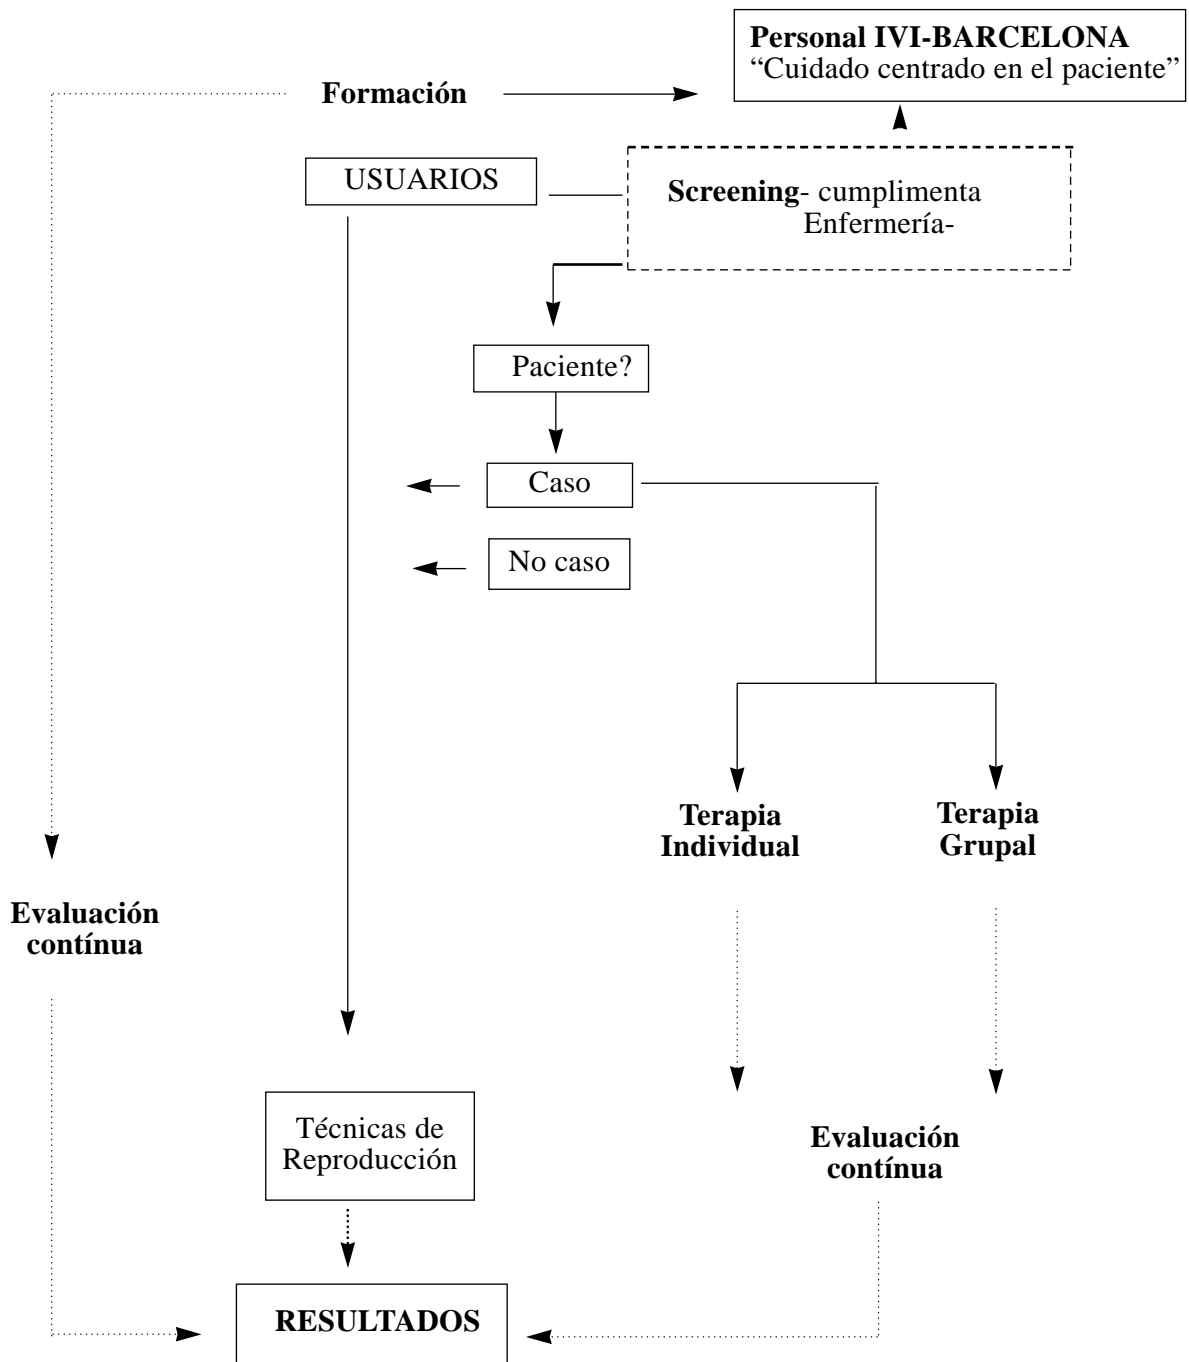 Personal IVI-BARCELONA
“Cuidado centrado en el paciente”
Formación
USUARIOS
Screening- cumplimenta
Enfermería-
Paciente?
Caso
No caso
Terapia
Individual
Terapia
Grupal
Evaluación
contínua
Técnicas de
Reproducción
Evaluación
contínua
RESULTADOS